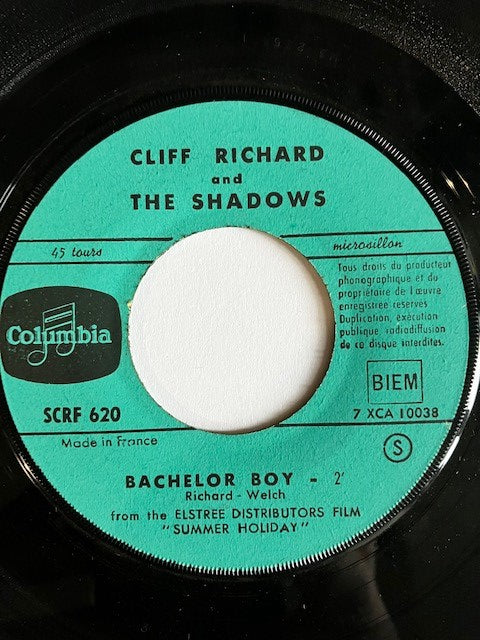 CLIFF RICHARD
and
THE SHADOWS
45 tours
microsillon
Tous droits du producteur
phonographique et du
propriétaire de l'œuvre
enregistrée réservés
Duplication, exécution
publique, radiodiffusion
de ce disque interdites.
Columbia
BIEM
SCRF 620
7 XCA 10038
Made in France
S
BACHELOR BOY - 2'
Richard - Welch
from the ELSTREE DISTRIBUTORS FILM
"SUMMER HOLIDAY"